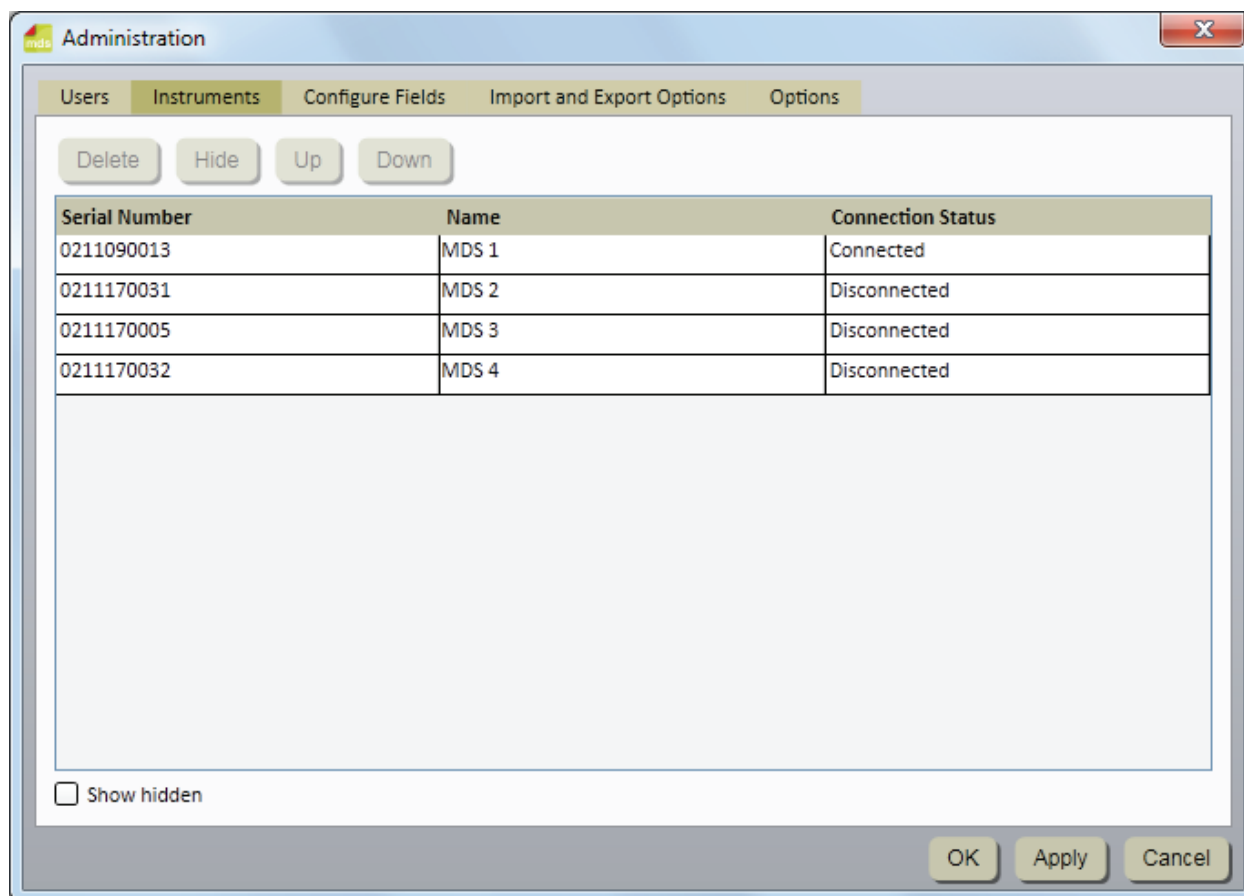 mds Administration
Users Instruments Configure Fields Import and Export Options Options
Delete Hide Up Down
Serial Number Name Connection Status
0211090013 MDS 1 Connected
0211170031 MDS 2 Disconnected
0211170005 MDS 3 Disconnected
0211170032 MDS 4 Disconnected
Show hidden
OK Apply Cancel